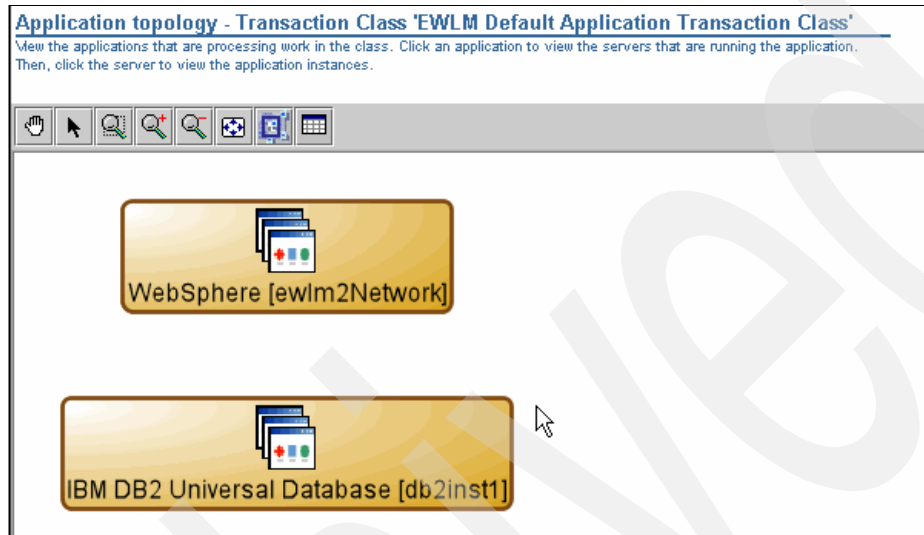 Application topology - Transaction Class 'EWLM Default Application Transaction Class'
View the applications that are processing work in the class. Click an application to view the servers that are running the application.
Then, click the server to view the application instances.
WebSphere [ewlm2Network]
IBM DB2 Universal Database [db2inst1]